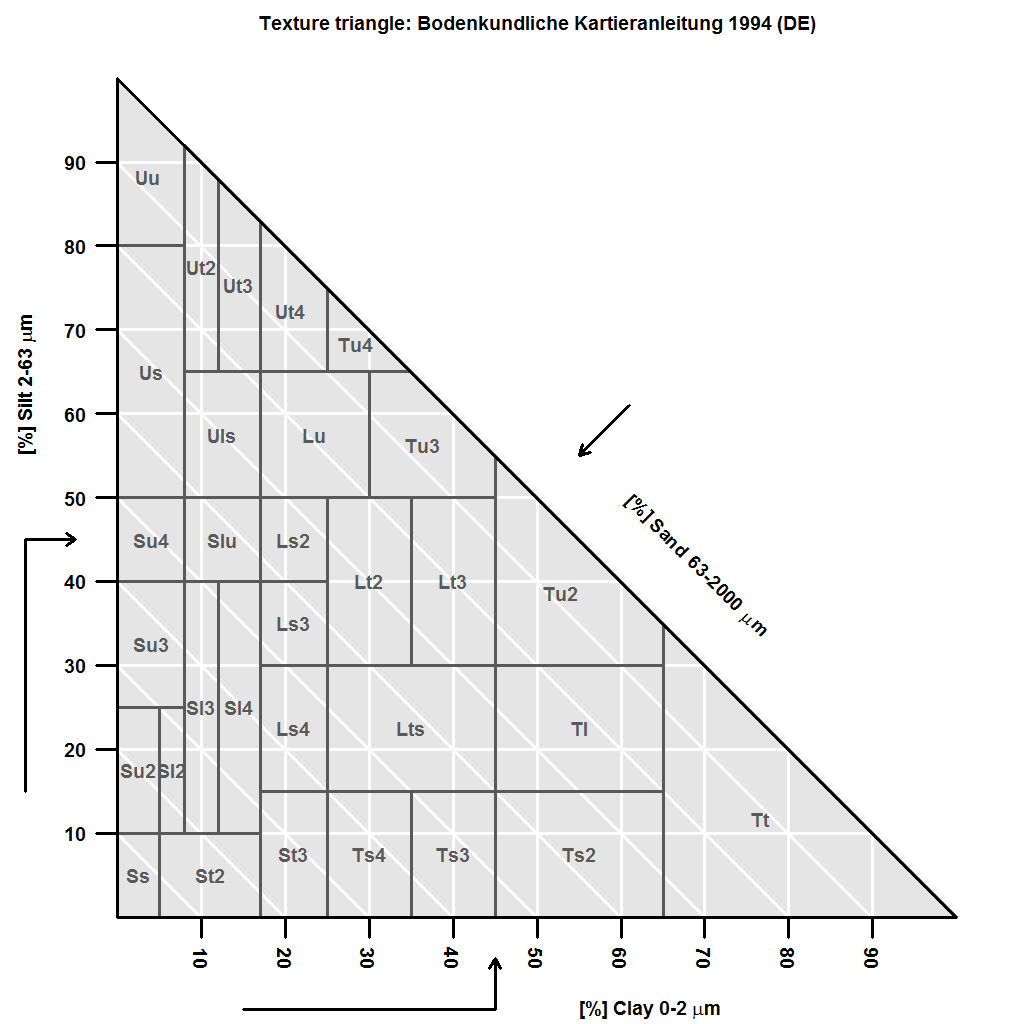 Texture triangle: Bodenkundliche Kartieranleitung 1994 (DE)
90
Uu
80
Ut2
Ut3
Ut4
70
Tu4
Us
[%] Silt 2-63 µm
60
Uls
Lu
Tu3
50
[%] Sand 63-2000 µm
Su4
Slu
Ls2
40
Lt2
Lt3
Tu2
Ls3
Su3
30
Sl3
Sl4
Ls4
Lts
Tl
20
Su2
Sl2
Tt
10
St3
Ts4
Ts3
Ts2
Ss
St2
10
20
30
40
50
60
70
80
90
[%] Clay 0-2 µm